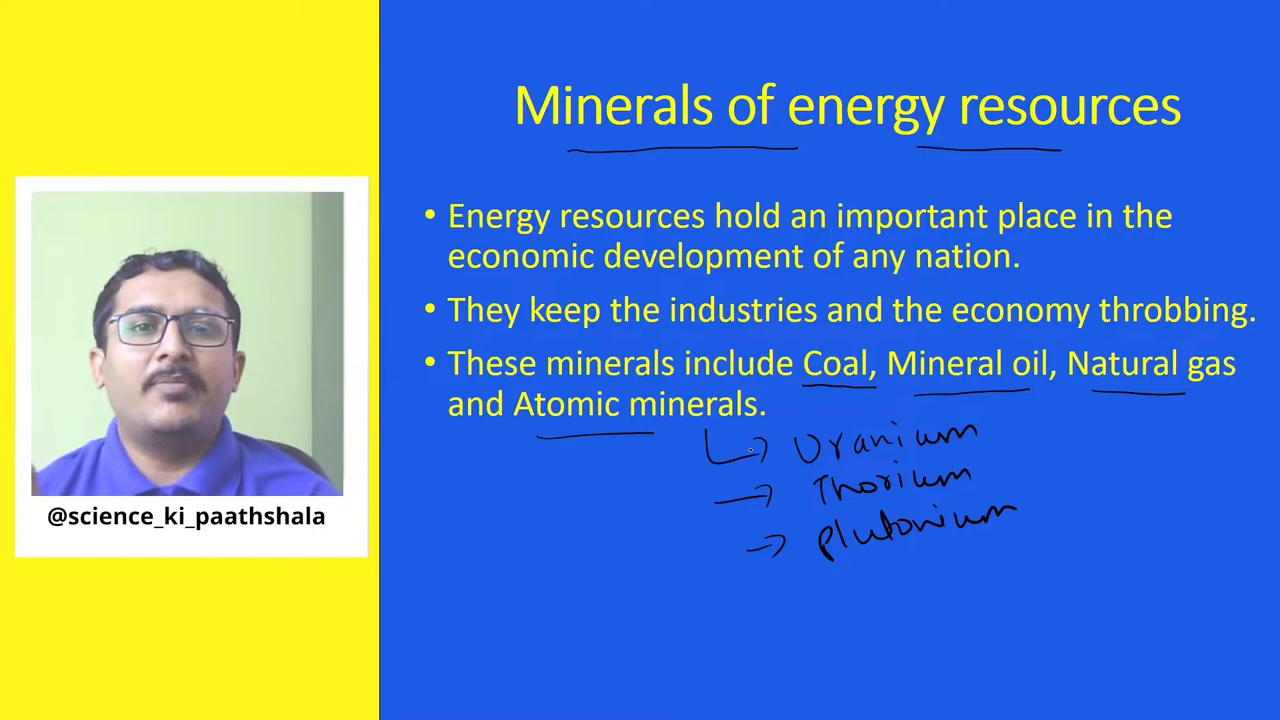 Minerals of energy resources
• Energy resources hold an important place in the
economic development of any nation.
• They keep the industries and the economy throbbing.
• These minerals include Coal, Mineral oil, Natural gas
and Atomic minerals.
→ Uranium
→ Thorium
→ Plutonium
@science_ki_paathshala